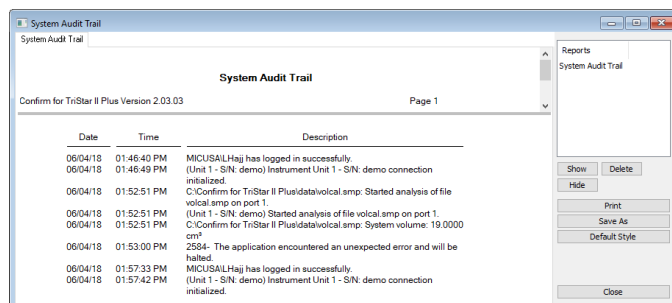 System Audit Trail
System Audit Trail
System Audit Trail
Confirm for TriStar II Plus Version 2.03.03 Page 1
Date Time Description
06/04/18 01:46:40 PM MICUSA\LHajj has logged in successfully.
06/04/18 01:46:49 PM (Unit 1 - S/N: demo) Instrument Unit 1 - S/N: demo connection
initialized.
06/04/18 01:52:51 PM C:\Confirm for TriStar II Plus\data\volcal.smp: Started analysis of file
volcal.smp on port 1.
06/04/18 01:52:51 PM (Unit 1 - S/N: demo) Started analysis of file volcal.smp on port 1.
06/04/18 01:52:51 PM C:\Confirm for TriStar II Plus\data\volcal.smp: System volume: 19.0000
cm³
06/04/18 01:53:00 PM 2584- The application encountered an unexpected error and will be
halted.
06/04/18 01:57:33 PM MICUSA\LHajj has logged in successfully.
06/04/18 01:57:42 PM (Unit 1 - S/N: demo) Instrument Unit 1 - S/N: demo connection
initialized.
Reports
System Audit Trail
Show Delete
Hide
Print
Save As
Default Style
Close